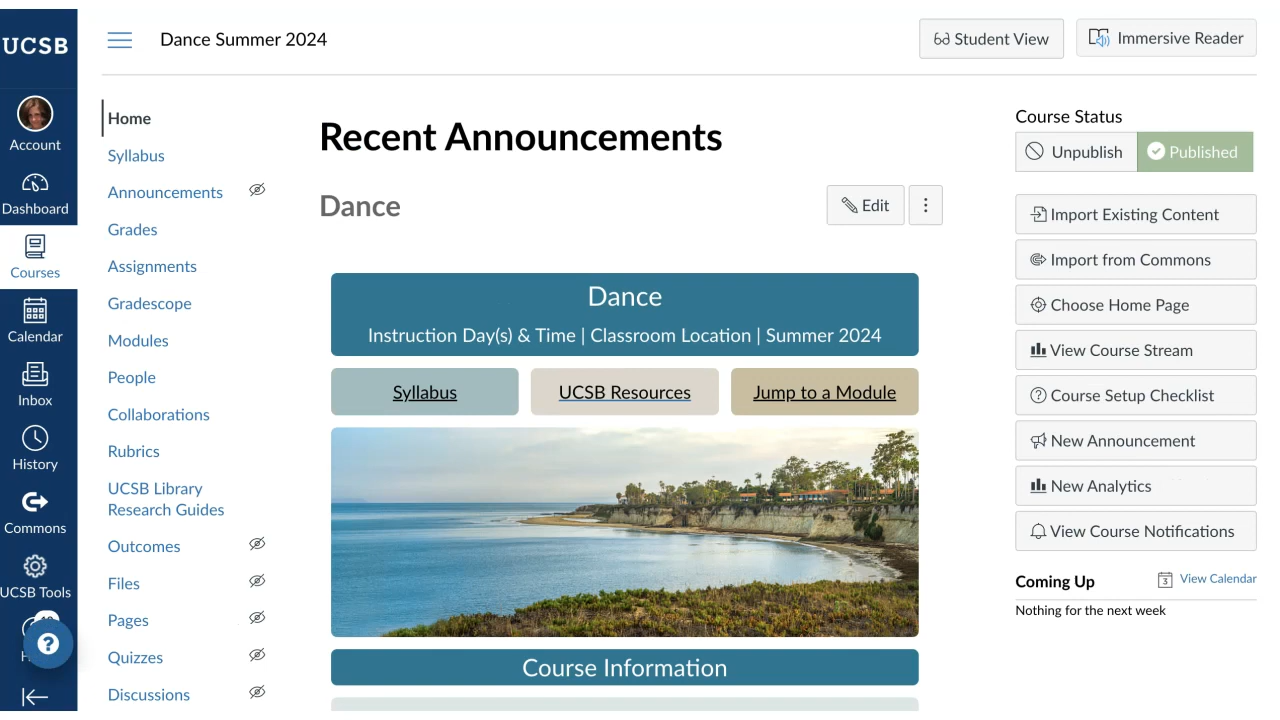 UCSB
Account
Dashboard
Courses
Calendar
Inbox
History
Commons
UCSB Tools
?
Dance Summer 2024
Student View
Immersive Reader
Home
Syllabus
Announcements
Grades
Assignments
Gradescope
Modules
People
Collaborations
Rubrics
UCSB Library
Research Guides
Outcomes
Files
Pages
Quizzes
Discussions
Recent Announcements
Dance
Edit
Dance
Instruction Day(s) & Time | Classroom Location | Summer 2024
Syllabus
UCSB Resources
Jump to a Module
Course Information
Course Status
Unpublish
Published
Import Existing Content
Import from Commons
Choose Home Page
View Course Stream
Course Setup Checklist
New Announcement
New Analytics
View Course Notifications
Coming Up
3
View Calendar
Nothing for the next week